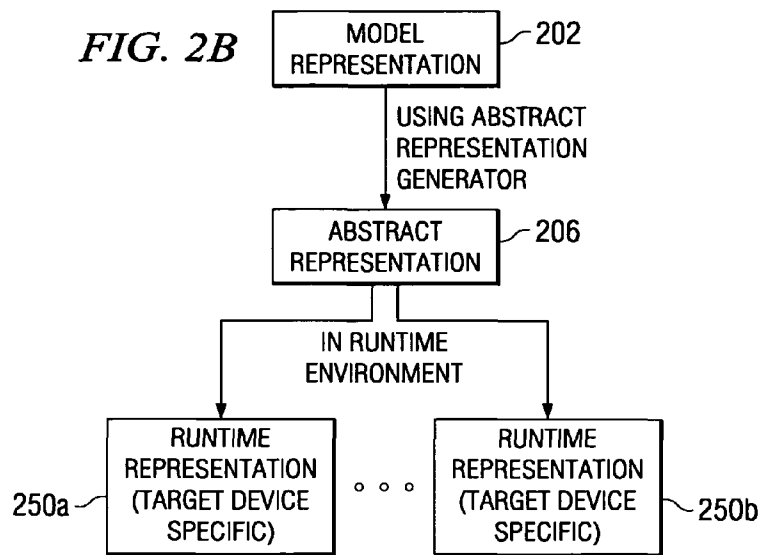 FIG. 2B
MODEL
REPRESENTATION
202
USING ABSTRACT
REPRESENTATION
GENERATOR
ABSTRACT
REPRESENTATION
206
IN RUNTIME
ENVIRONMENT
RUNTIME
REPRESENTATION
(TARGET DEVICE
SPECIFIC)
250a
RUNTIME
REPRESENTATION
(TARGET DEVICE
SPECIFIC)
250b